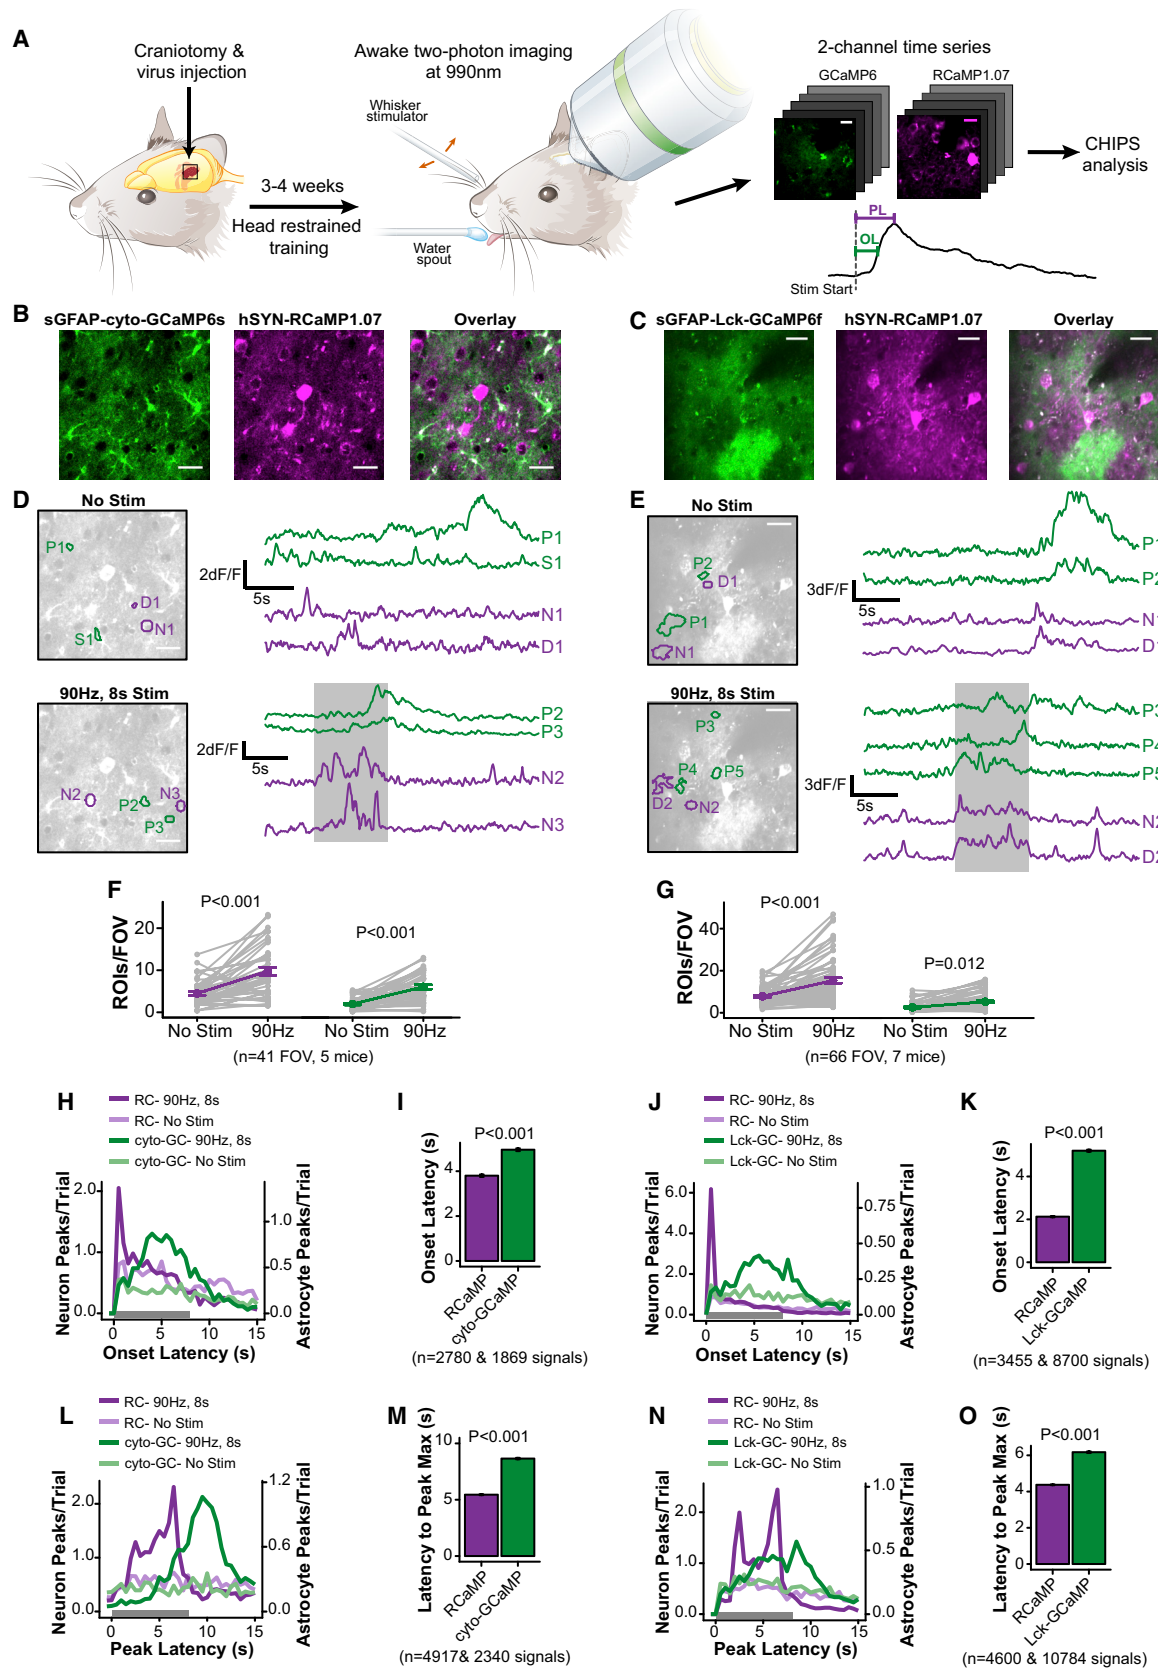 A
Craniotomy &
virus injection
Awake two-photon imaging
at 990nm
2-channel time series
GCaMP6
RCaMP1.07
Whisker
stimulator
CHIPS
analysis
3-4 weeks
Head restrained
training
Water
spout
PL
OL
Stim Start
B
sGFAP-cyto-GCaMP6s
hSYN-RCaMP1.07
Overlay
C
sGFAP-Lck-GCaMP6f
hSYN-RCaMP1.07
Overlay
D
No Stim
P1
D1
N1
S1
2dF/F
5s
P1
S1
N1
D1
90Hz, 8s Stim
N2
P2
N3
P3
2dF/F
5s
P2
P3
N2
N3
E
No Stim
P2
D1
P1
N1
3dF/F
5s
P1
P2
N1
D1
90Hz, 8s Stim
P3
P4
P5
D2
N2
3dF/F
5s
P3
P4
P5
N2
D2
F
P<0.001
P<0.001
ROIs/FOV
20
10
0
No Stim
90Hz
No Stim
90Hz
(n=41 FOV, 5 mice)
G
P<0.001
P=0.012
ROIs/FOV
40
20
0
No Stim
90Hz
No Stim
90Hz
(n=66 FOV, 7 mice)
H
RC- 90Hz, 8s
RC- No Stim
cyto-GC- 90Hz, 8s
cyto-GC- No Stim
Neuron Peaks/Trial
2.0
1.0
0.0
Astrocyte Peaks/Trial
1.0
0.5
0.0
0
5
10
15
Onset Latency (s)
I
P<0.001
Onset Latency (s)
4
2
0
RCaMP
cyto-GCaMP
(n=2780 & 1869 signals)
J
RC- 90Hz, 8s
RC- No Stim
Lck-GC- 90Hz, 8s
Lck-GC- No Stim
Neuron Peaks/Trial
6.0
4.0
2.0
0.0
Astrocyte Peaks/Trial
0.75
0.50
0.25
0.00
0
5
10
15
Onset Latency (s)
K
P<0.001
Onset Latency (s)
4
2
0
RCaMP
Lck-GCaMP
(n=3455 & 8700 signals)
L
RC- 90Hz, 8s
RC- No Stim
cyto-GC- 90Hz, 8s
cyto-GC- No Stim
Neuron Peaks/Trial
2.0
1.0
0.0
Astrocyte Peaks/Trial
1.2
0.6
0.0
0
5
10
15
Peak Latency (s)
M
P<0.001
Latency to Peak Max (s)
10
5
0
RCaMP
cyto-GCaMP
(n=4917& 2340 signals)
N
RC- 90Hz, 8s
RC- No Stim
Lck-GC- 90Hz, 8s
Lck-GC- No Stim
Neuron Peaks/Trial
2.0
1.0
0.0
Astrocyte Peaks/Trial
1.0
0.5
0.0
0
5
10
15
Peak Latency (s)
O
P<0.001
Latency to Peak Max (s)
6
4
2
0
RCaMP
Lck-GCaMP
(n=4600 & 10784 signals)